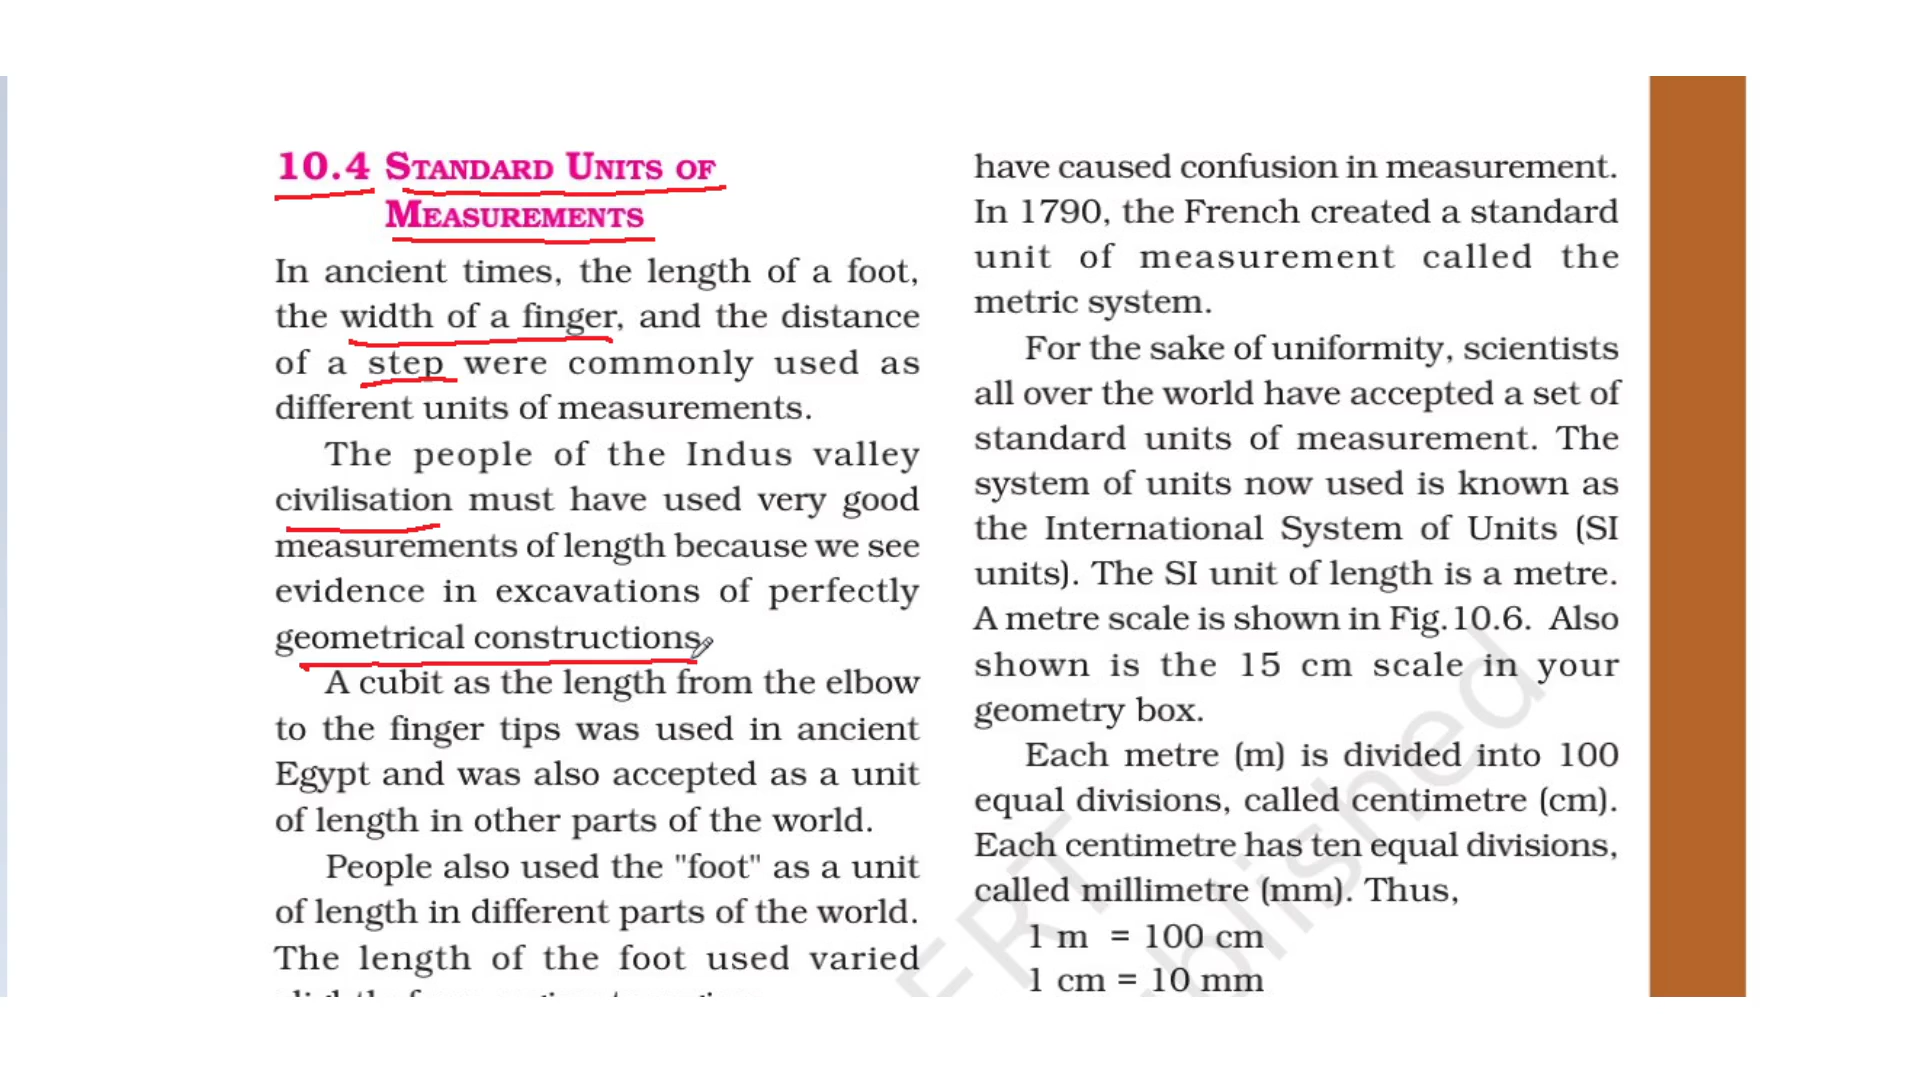 10.4 STANDARD UNITS OF
MEASUREMENTS
In ancient times, the length of a foot,
the width of a finger, and the distance
of a step were commonly used as
different units of measurements.
The people of the Indus valley
civilisation must have used very good
measurements of length because we see
evidence in excavations of perfectly
geometrical constructions.
A cubit as the length from the elbow
to the finger tips was used in ancient
Egypt and was also accepted as a unit
of length in other parts of the world.
People also used the "foot" as a unit
of length in different parts of the world.
The length of the foot used varied
have caused confusion in measurement.
In 1790, the French created a standard
unit of measurement called the
metric system.
For the sake of uniformity, scientists
all over the world have accepted a set of
standard units of measurement. The
system of units now used is known as
the International System of Units (SI
units). The SI unit of length is a metre.
A metre scale is shown in Fig.10.6. Also
shown is the 15 cm scale in your
geometry box.
Each metre (m) is divided into 100
equal divisions, called centimetre (cm).
Each centimetre has ten equal divisions,
called millimetre (mm). Thus,
1 m = 100 cm
1 cm = 10 mm